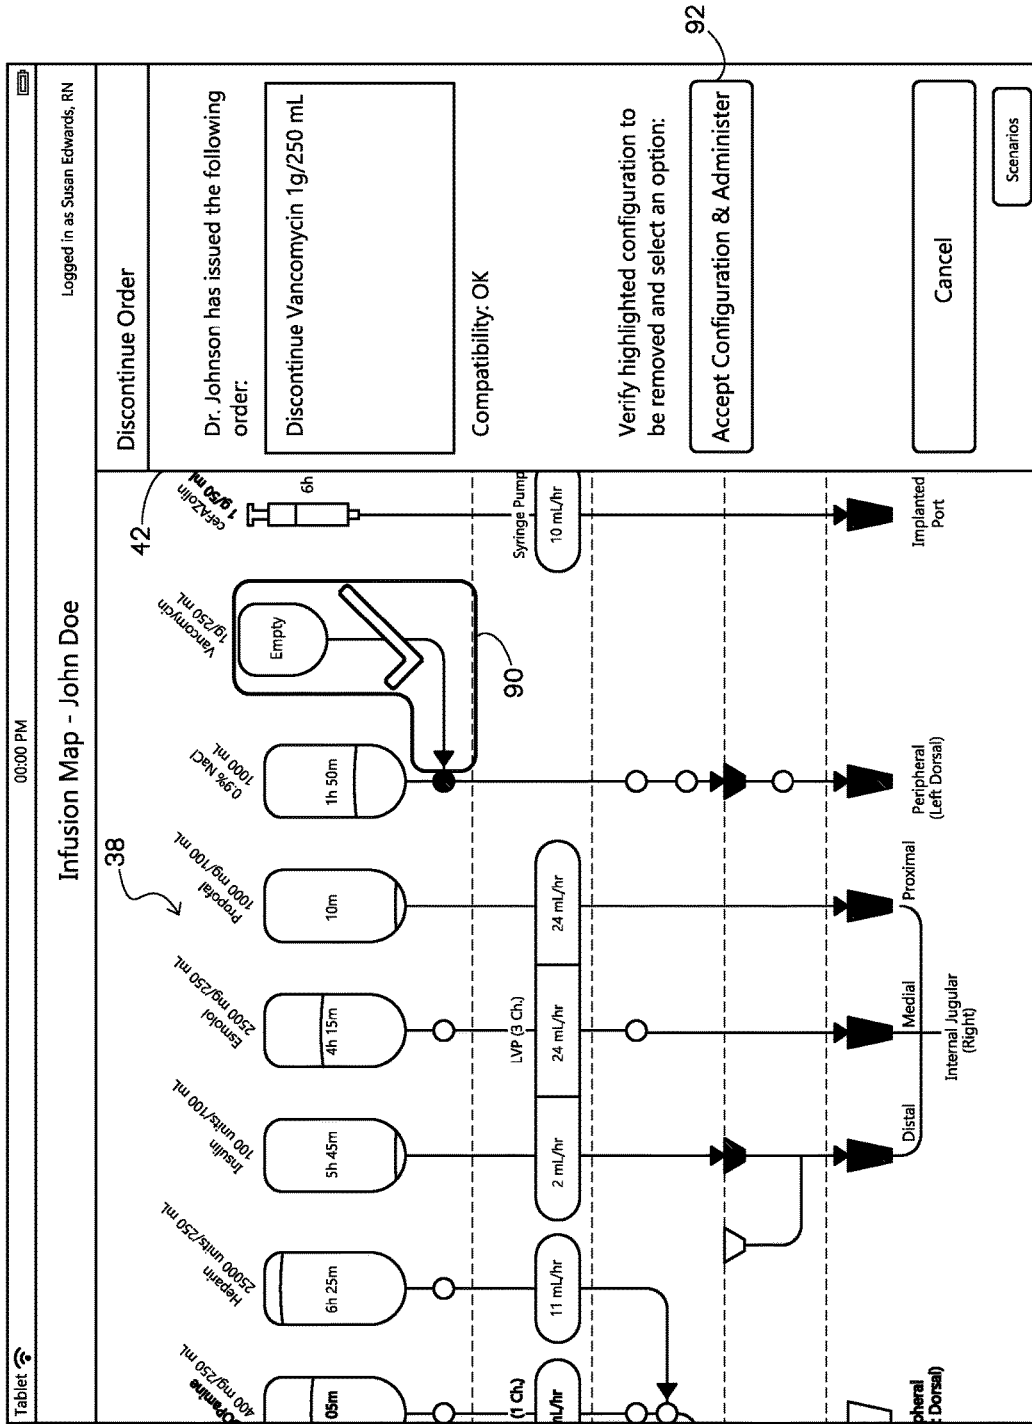 Tablet
00:00 PM
Infusion Map - John Doe
Logged in as Susan Edwards, RN
38
42
OPamine
400 mg/250 mL
Heparin
25000 units/250 mL
Insulin
100 units/100 mL
Esmolol
2500 mg/250 mL
Propofal
1000 mg/100 mL
0.9% NaCl
1000 mL
Vancomycin
1g/250 mL
ceFAZolin
1 g/50 ml
05m
6h 25m
5h 45m
4h 15m
10m
1h 50m
Empty
6h
90
(1 Ch.)
LVP (3 Ch.)
Syringe Pump
nL/hr
11 mL/hr
2 mL/hr
24 mL/hr
24 mL/hr
10 mL/hr
pheral
Dorsal)
Distal
Medial
Proximal
Internal Jugular
(Right)
Peripheral
(Left Dorsal)
Implanted
Port
Discontinue Order
Dr. Johnson has issued the following
order:
Discontinue Vancomycin 1g/250 mL
Compatibility: OK
Verify highlighted configuration to
be removed and select an option:
Accept Configuration & Administer
92
Cancel
Scenarios